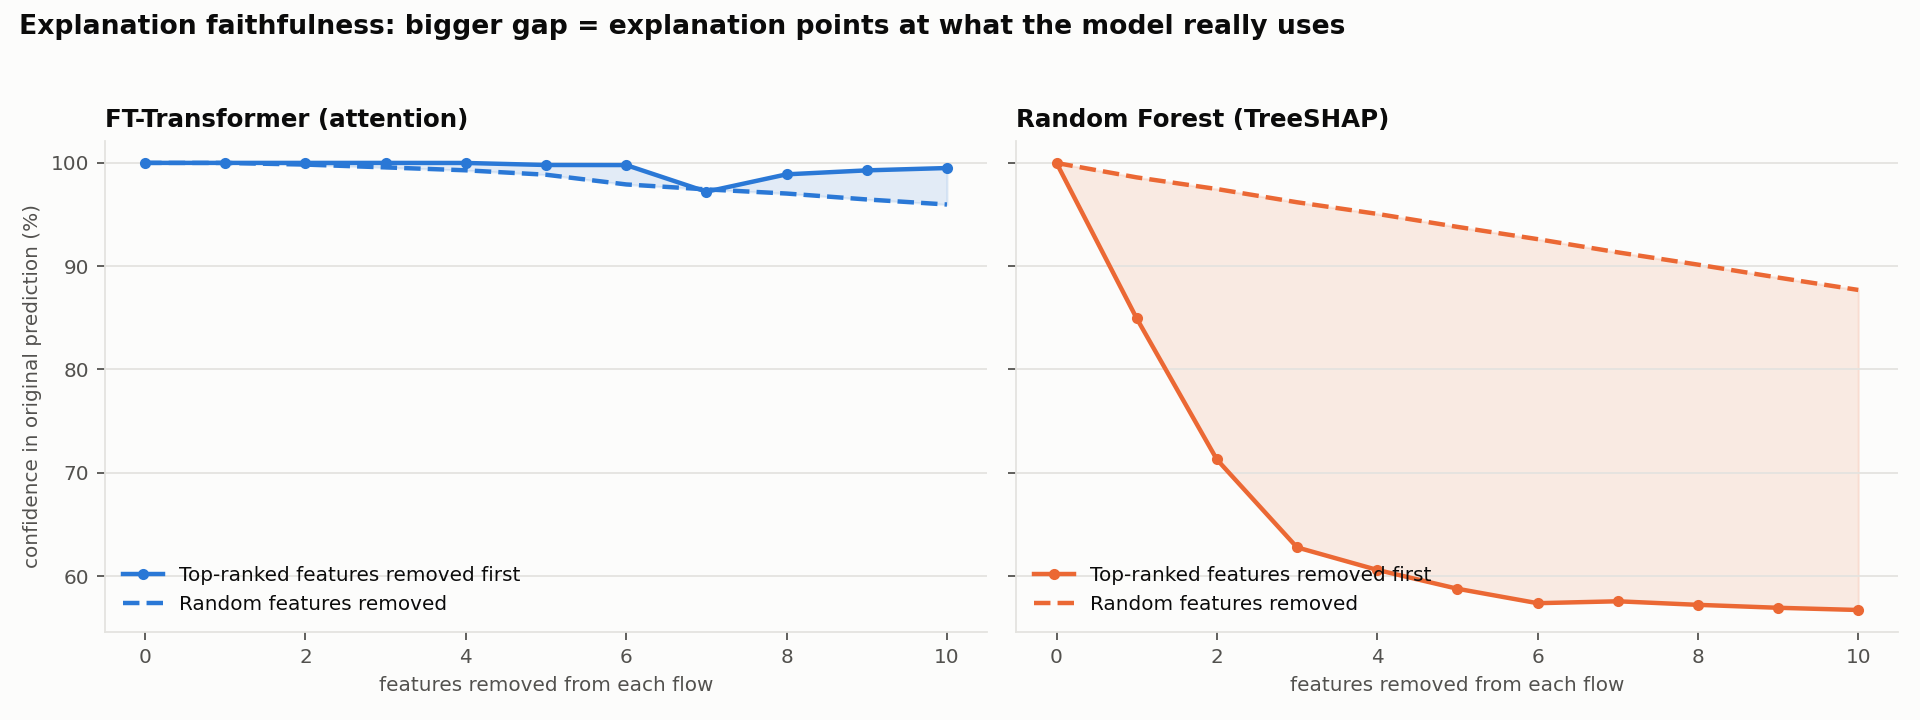 Explanation faithfulness: bigger gap = explanation points at what the model really uses
FT-Transformer (attention)
confidence in original prediction (%)
100
90
80
70
60
Top-ranked features removed first
Random features removed
0 2 4 6 8 10
features removed from each flow
Random Forest (TreeSHAP)
Top-ranked features removed first
Random features removed
0 2 4 6 8 10
features removed from each flow